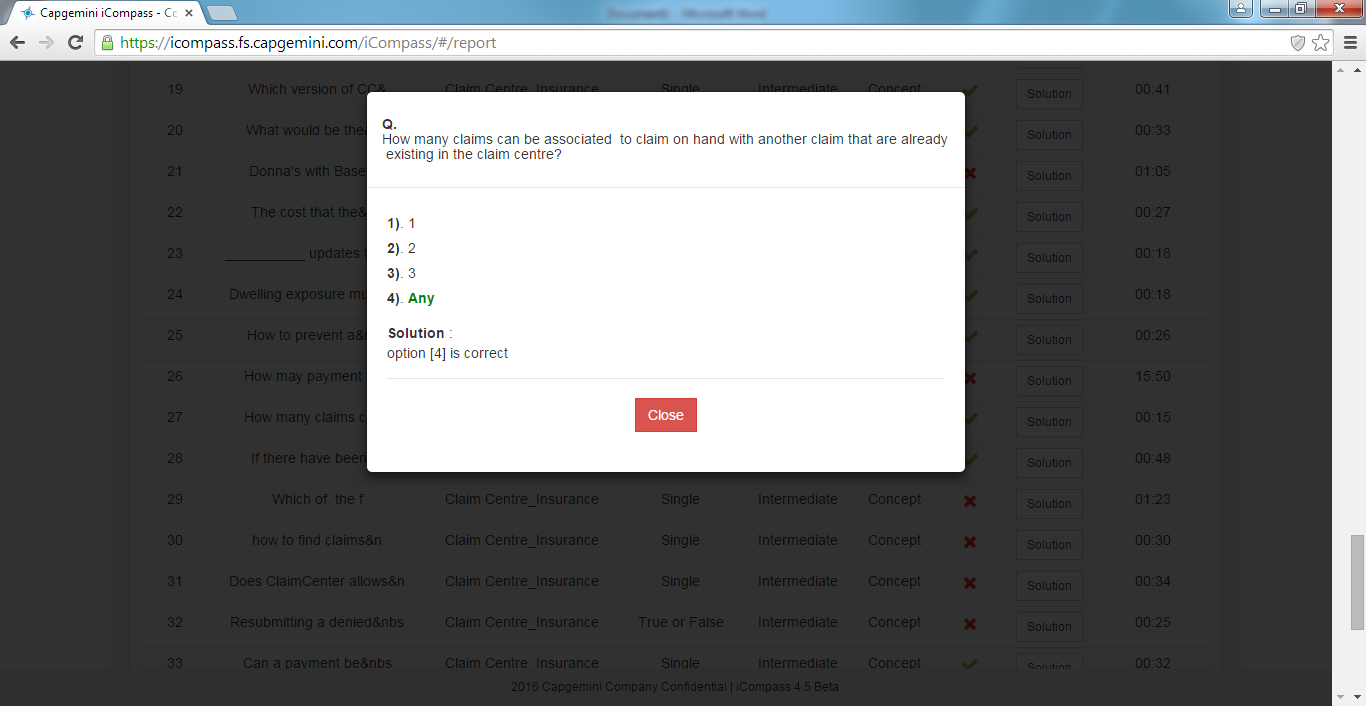 Capgemini iCompass - Cc
Document1 - Microsoft Word
https://icompass.fs.capgemini.com/iCompass/#/report
19 Which version of CC& Claim Centre_Insurance Single Intermediate Concept Solution 00:41
20 What would be the Solution 00:33
21 Donna's with Base Solution 01:05
22 The cost that the& Solution 00:27
23 __________ updates Solution 00:18
24 Dwelling exposure mu Solution 00:18
25 How to prevent a& Solution 00:26
26 How may payment Solution 15:50
27 How many claims c Solution 00:15
28 If there have been Solution 00:48
Q.
How many claims can be associated  to claim on hand with another claim that are already
existing in the claim centre?
1). 1
2). 2
3). 3
4). Any
Solution :
option [4] is correct
Close
29 Which of  the f Claim Centre_Insurance Single Intermediate Concept Solution 01:23
30 how to find claims&n Claim Centre_Insurance Single Intermediate Concept Solution 00:30
31 Does ClaimCenter allows&n Claim Centre_Insurance Single Intermediate Concept Solution 00:34
32 Resubmitting a denied&nbs Claim Centre_Insurance True or False Intermediate Concept Solution 00:25
33 Can a payment be&nbs Claim Centre_Insurance Single Intermediate Concept Solution 00:32
2016 Capgemini Company Confidential | iCompass 4.5 Beta